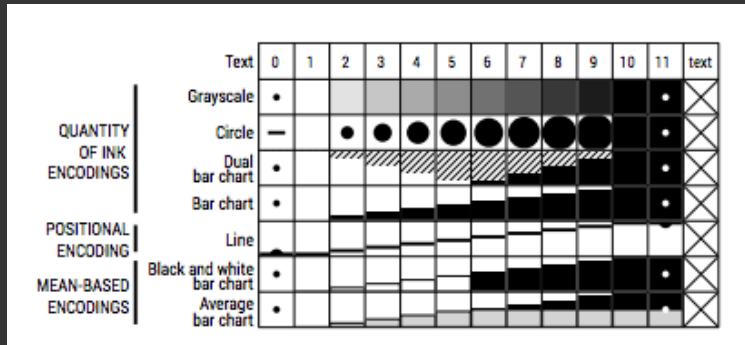 Text 0 1 2 3 4 5 6 7 8 9 10 11 text
Grayscale
QUANTITY
OF INK
ENCODINGS
Circle
Dual
bar chart
Bar chart
POSITIONAL
ENCODING
Line
MEAN-BASED
ENCODINGS
Black and white
bar chart
Average
bar chart